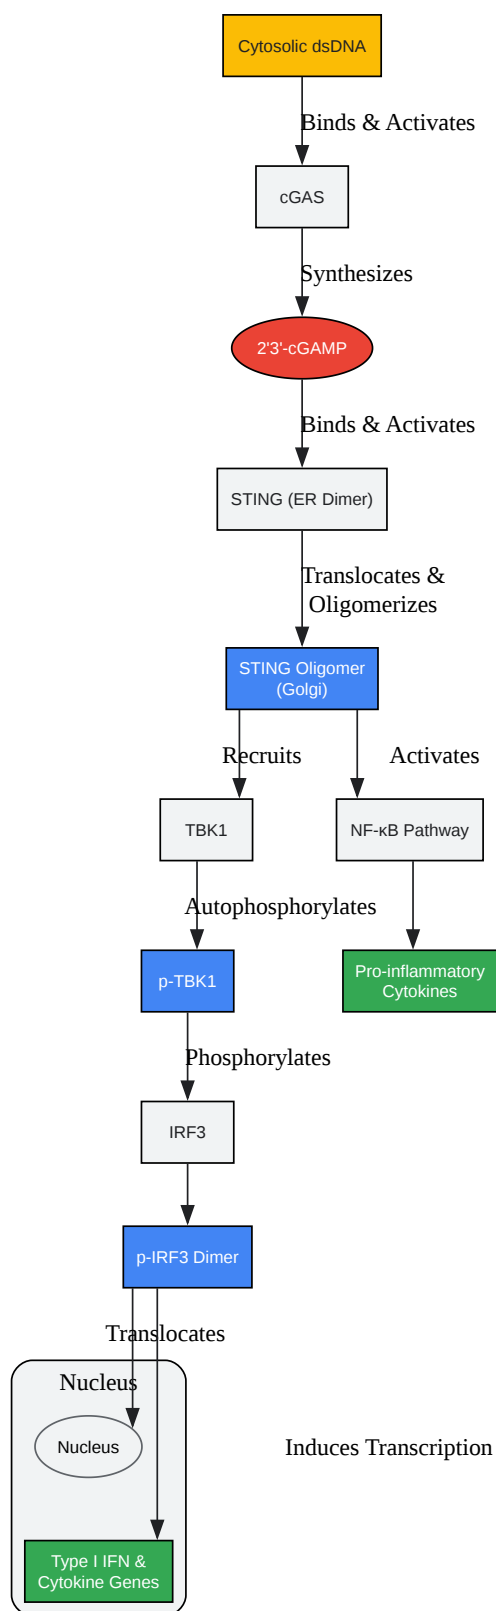 Cytosolic dsDNA
Binds & Activates
cGAS
Synthesizes
2'3'-cGAMP
Binds & Activates
STING (ER Dimer)
Translocates &
Oligomerizes
STING Oligomer
(Golgi)
Recruits
Activates
TBK1
NF-κB Pathway
Autophosphorylates
p-TBK1
Pro-inflammatory
Cytokines
Phosphorylates
IRF3
p-IRF3 Dimer
Translocates
Nucleus
Nucleus
Induces Transcription
Type I IFN &
Cytokine Genes